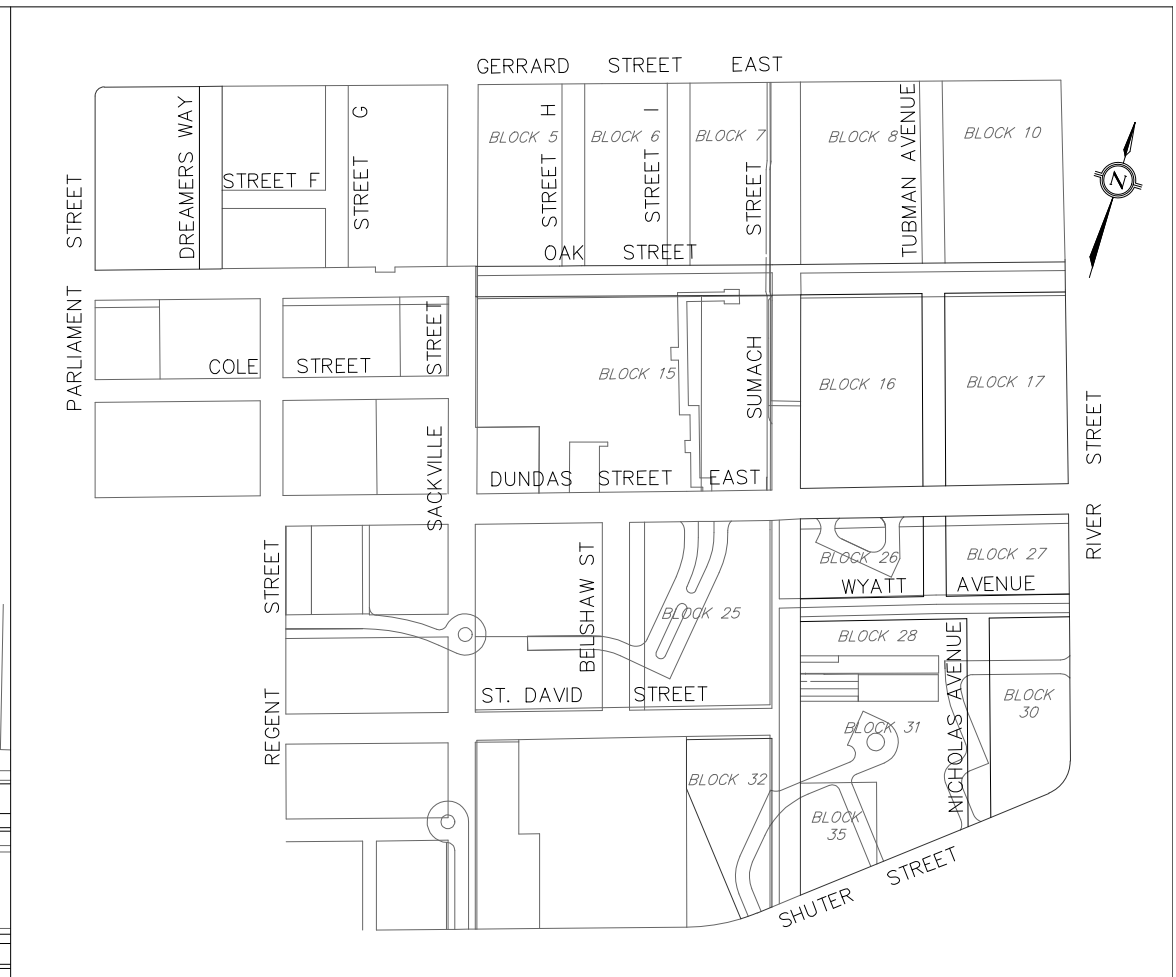 GERRARD STREET EAST
BLOCK 5
BLOCK 6
BLOCK 7
BLOCK 8
BLOCK 10
DREAMERS WAY
STREET F
STREET G
STREET H
STREET I
TUBMAN AVENUE
OAK STREET
PARLIAMENT STREET
N
COLE STREET
SACKVILLE STREET
BLOCK 15
SUMACH STREET
BLOCK 16
BLOCK 17
DUNDAS STREET EAST
RIVER STREET
REGENT STREET
BELSHAW ST
BLOCK 25
BLOCK 26
BLOCK 27
WYATT AVENUE
BLOCK 28
ST. DAVID STREET
NICHOLAS AVENUE
BLOCK
30
BLOCK 31
BLOCK 32
BLOCK
35
SHUTER STREET